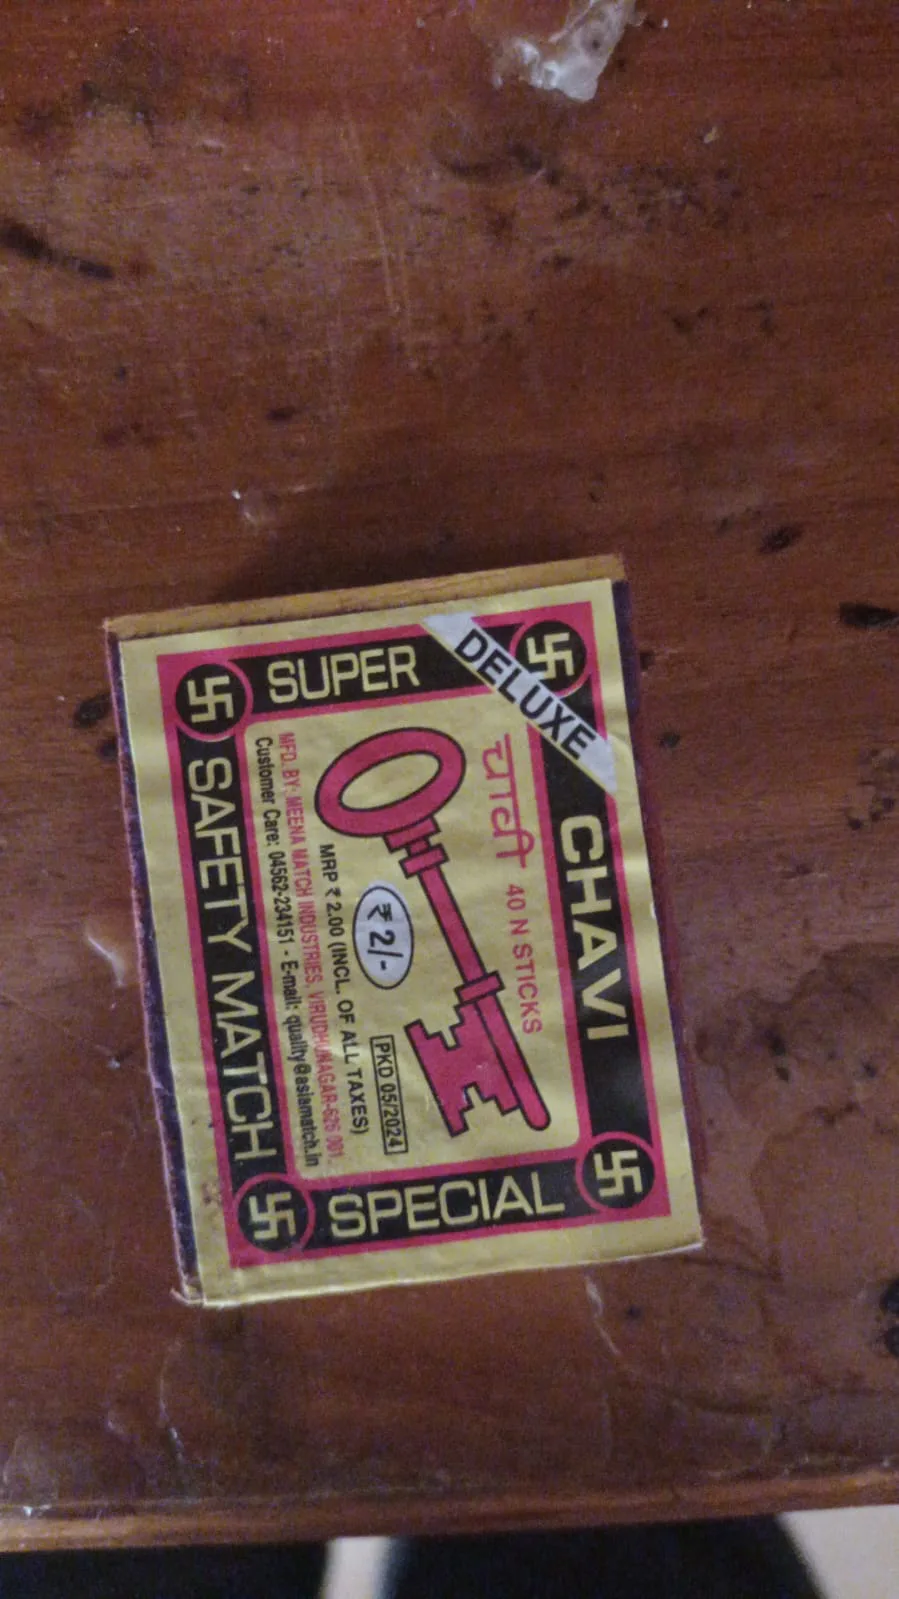 DELUXE
CHAVI
चाबी 40 N STICKS
SUPER
SPECIAL
₹ 2/-
PKD 05/2024
MRP ₹ 2.00 (INCL. OF ALL TAXES)
MFD. BY: MEENA MATCH INDUSTRIES, VIRUDHUNAGAR-626 001.
Customer Care: 04562-234151 - E-mail: quality@asiamatch.in
SAFETY MATCH